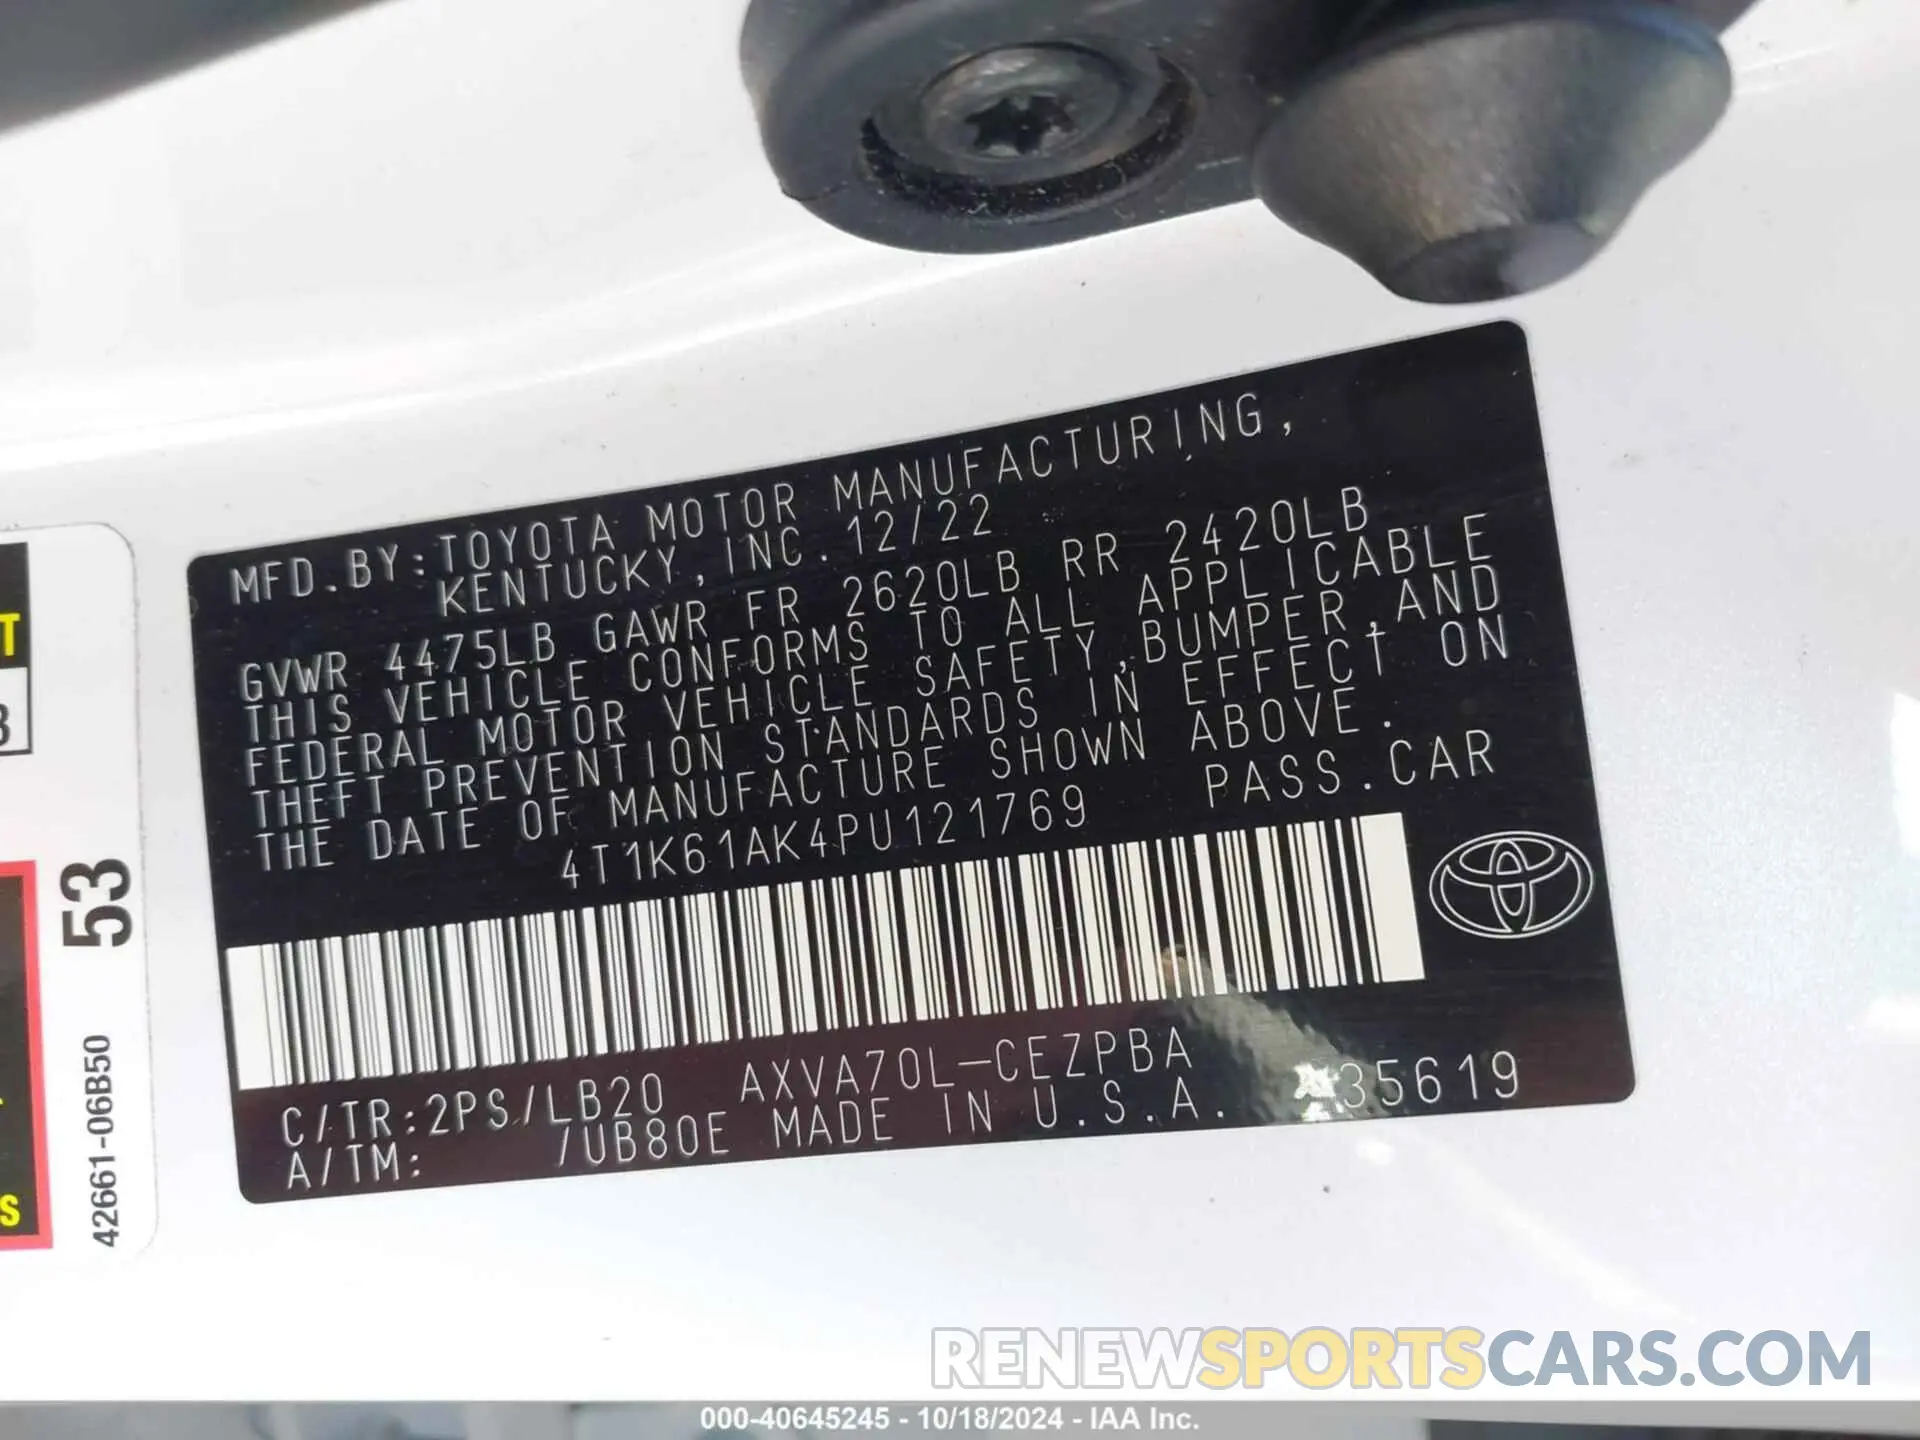 MFD.BY:TOYOTA MOTOR MANUFACTURING,
KENTUCKY, INC. 12/22
GVWR 4475LB GAWR FR 2620LB RR 2420LB
THIS VEHICLE CONFORMS TO ALL APPLICABLE
FEDERAL MOTOR VEHICLE SAFETY,BUMPER,AND
THEFT PREVENTION STANDARDS IN EFFECT ON
THE DATE OF MANUFACTURE SHOWN ABOVE.
4T1K61AK4PU121769 PASS.CAR
C/TR:2PS/LB20 AXVA70L-CEZPBA
A/TM: /UB80E MADE IN U.S.A. 35619
T
3
53
42661-06B50
S
RENEWSPORTSCARS.COM
000-40645245 - 10/18/2024 - IAA Inc.